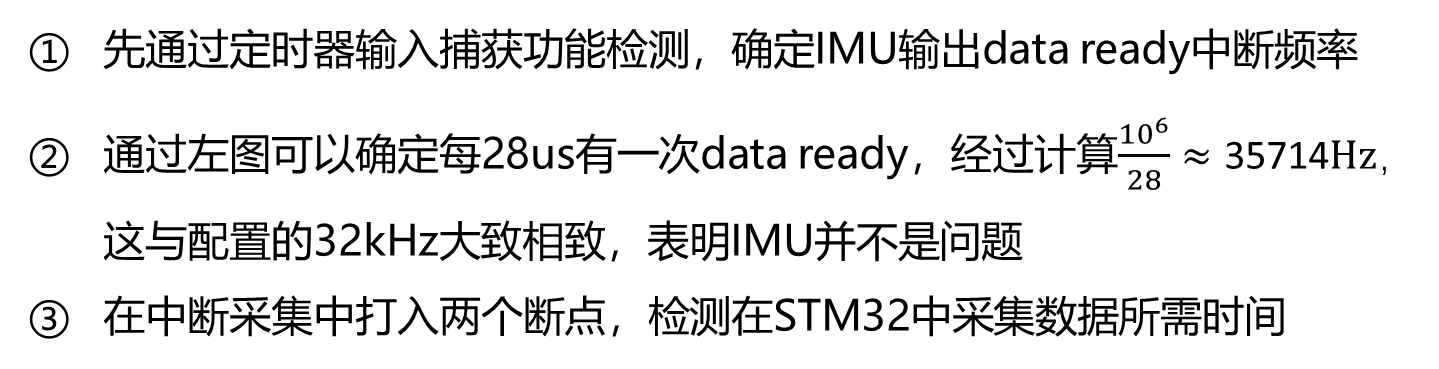 ① 先通过定时器输入捕获功能检测，确定IMU输出data ready中断频率
② 通过左图可以确定每28us有一次data ready，经过计算10⁶/28 ≈ 35714Hz，
这与配置的32kHz大致相致，表明IMU并不是问题
③ 在中断采集中打入两个断点，检测在STM32中采集数据所需时间